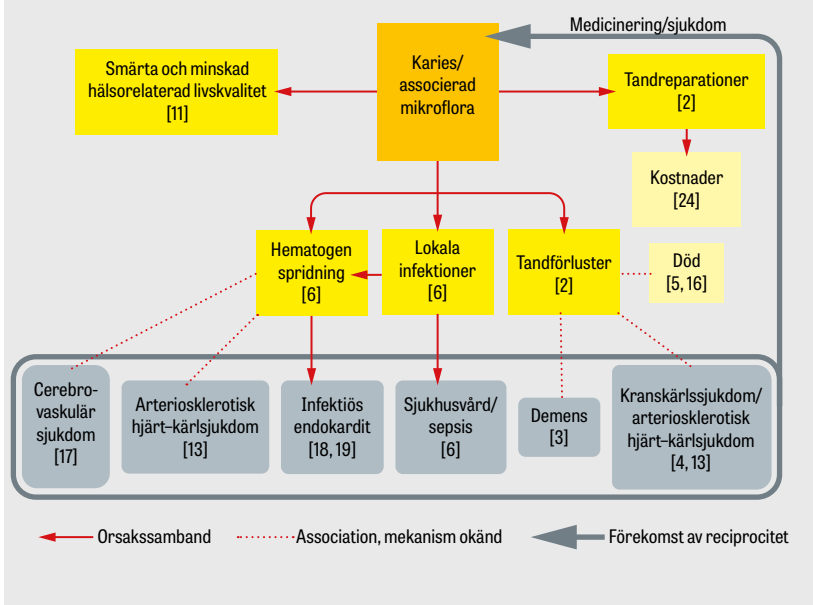 Medicinering/sjukdom
Smärta och minskad
hälsorelaterad livskvalitet
[11]
Karies/
associerad
mikroflora
Tandreparationer
[2]
Kostnader
[24]
Hematogen
spridning
[6]
Lokala
infektioner
[6]
Tandförluster
[2]
Död
[5, 16]
Cerebro-
vaskulär
sjukdom
[17]
Arteriosklerotisk
hjärt–kärlsjukdom
[13]
Infektiös
endokardit
[18, 19]
Sjukhusvård/
sepsis
[6]
Demens
[3]
Kranskärlssjukdom/
arteriosklerotisk
hjärt–kärlsjukdom
[4, 13]
Orsakssamband
Association, mekanism okänd
Förekomst av reciprocitet